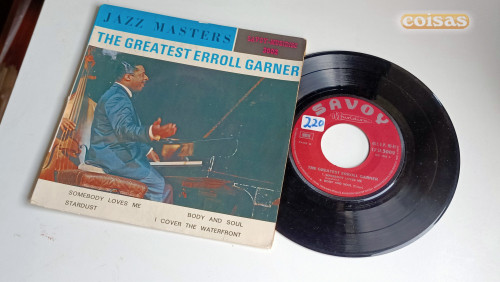 coisas
JAZZ MASTERS
THE GREATEST ERROLL GARNER
SOMEBODY LOVES ME
BODY AND SOUL
STARDUST
I COVER THE WATERFRONT
SAVOY
220
THE GREATEST ERROLL GARNER